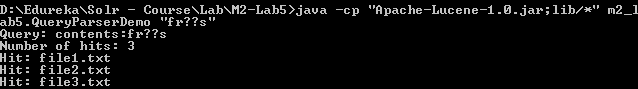 D:\Edureka\Solr - Course\Lab\M2-Lab5>java -cp "Apache-Lucene-1.0.jar;lib/*" m2_l
ab5.QueryParserDemo "fr??s"
Query: contents:fr??s
Number of hits: 3
Hit: file1.txt
Hit: file2.txt
Hit: file3.txt